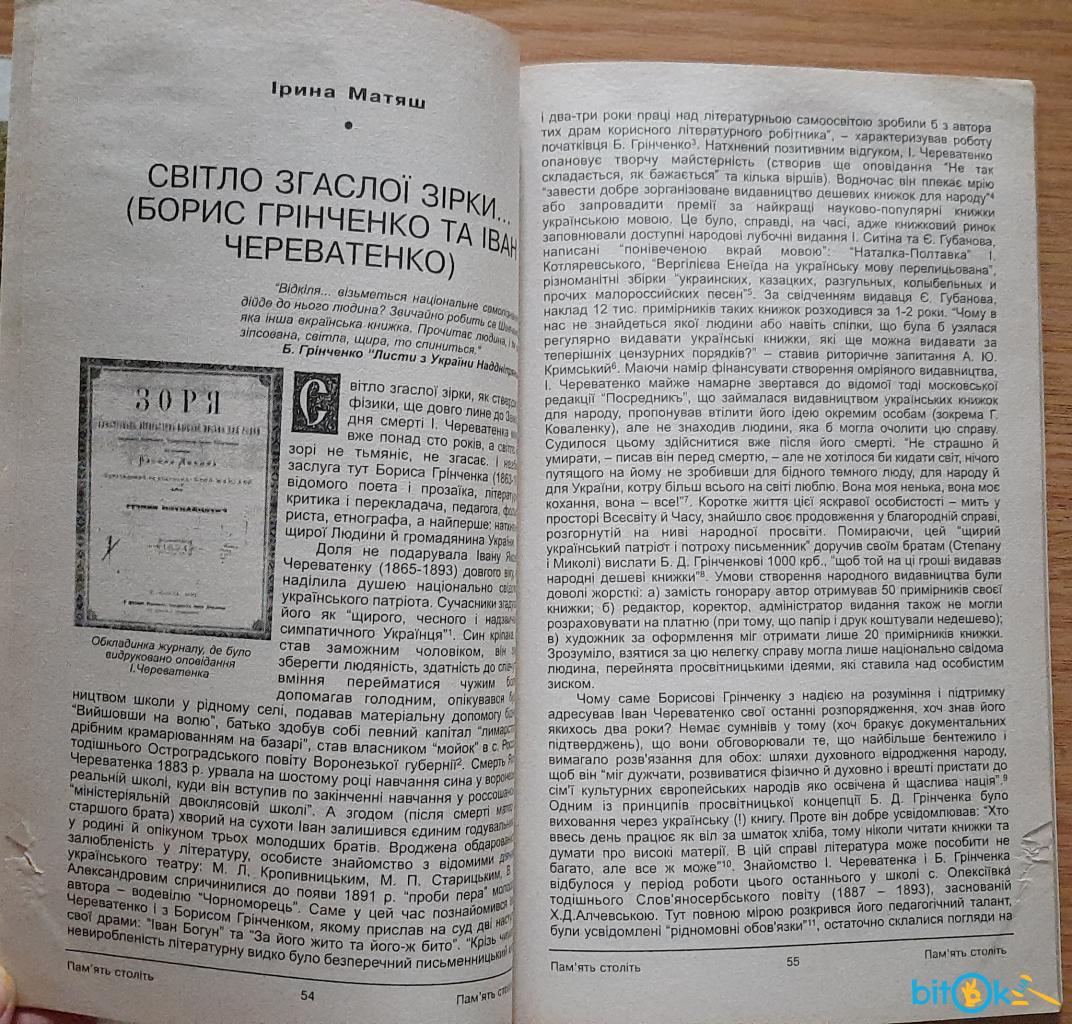 Ірина Матяш
•
СВІТЛО ЗГАСЛОЇ ЗІРКИ...
(БОРИС ГРІНЧЕНКО ТА ІВАН
ЧЕРЕВАТЕНКО)
"Відкіля... візьметься національне
дійде до нього людина? Звичайно робить се
яка інша вкраїнська книжка. Прочитає людина, і
зіпсована, світла, щира, то спиниться."
Б. Грінченко "Листи з України
ЗОРЯ
1891
Обкладинка журналу, де було
видруковано оповідання
І.Череватенка
Світло згаслої зірки, як
фізики, ще довго лине до
дня смерті І. Череватенка
вже понад сто років, а світло
зорі не тьмяніє, не згасає. І
заслуга тут Бориса Грінченка
відомого поета і прозаїка,
критика і перекладача, педагога,
риста, етнографа, а найперше:
щирої Людини й громадянина України
Доля не подарувала Івану
Череватенку (1865-1893) довгого віку,
наділила душею національно
українського патріота. Сучасники
його як "щирого, чесного і
симпатичного Українця"¹. Син кріпака,
став заможним чоловіком, він
зберегти людяність, здатність до
вміння перейматися чужим
допомагав голодним, опікувався
ництвом школи у рідному селі, подавав матеріальну допомогу
"Вийшовши на волю", батько здобув собі певний капітал
дрібним крамарюванням на базарі", став власником "мойок" в с.
тодішнього Острогградського повіту Воронезької губернії². Смерть
Череватенка 1883 р. урвала на шостому році навчання сина у
реальній школі, куди він вступив по закінченні навчання у
"міністеріяльній двоклясовій школі". А згодом (після смерті
старшого брата) хворий на сухоти Іван залишився єдиним
у родині й опікуном трьох молодших братів. Вроджена
залюбленість у літературу, особисте знайомство з відомими
українського театру: М. Л. Кропивницьким, М. П. Старицьким,
Александровим спричинилися до появи 1891 р. "проби пера"
автора – водевілю "Чорноморець". Саме у цей час познайомився
Череватенко і з Борисом Грінченком, якому прислав на суд дві
свої драми: "Іван Богун" та "За його жито та його-ж бито". "Крізь
невиробленість літературну видко було безперечний письменницький
Пам'ять століть
54
Пам'ять століть
і два-три роки праці над літературньою самоосвітою зробили б з автора
тих драм корисного літературного робітника", – характеризував роботу
початківця Б. Грінченко³. Натхнений позитивним відгуком, І. Череватенко
опановує творчу майстерність (створив ще оповідання "Не так
складається, як бажається" та кілька віршів). Водночас він плекає мрію
"завести добре зорганізоване видавництво дешевих книжок для народу"⁴
або запровадити премії за найкращі науково-популярні книжки
українською мовою. Це було, справді, на часі, адже книжковий ринок
заповнювали доступні народові лубочні видання І. Ситіна та Є. Губанова,
написані "понівеченою вкрай мовою": "Наталка-Полтавка" І.
Котляревського, "Вергілієва Енеїда на українську мову перелицьована",
різноманітні збірки "украинских, казацких, разгульных, колыбельных и
прочих малороссийских песен"⁵. За свідченням видавця Є. Губанова,
наклад 12 тис. примірників таких книжок розходився за 1-2 роки. "Чому в
нас не знайдеться якої людини або навіть спілки, що була б узялася
регулярно видавати українські книжки, які ще можна видавати за
теперішніх цензурних порядків?" – ставив риторичне запитання А. Ю.
Кримський⁶. Маючи намір фінансувати створення омріяного видавництва,
І. Череватенко майже намарне звертався до відомої тоді московської
редакції "Посредникъ", що займалася видавництвом українських книжок
для народу, пропонував втілити його ідею окремим особам (зокрема Г.
Коваленку), але не знаходив людини, яка б могла очолити цю справу.
Судилося цьому здійснитися вже після його смерті. "Не страшно й
умирати, – писав він перед смертю, – але не хотілося би кидати світ, нічого
путящого на йому не зробивши для бідного темного люду, для народу й
для України, котру більш всього на світі люблю. Вона моя ненька, вона моє
кохання, вона – все!"⁷. Коротке життя цієї яскравої особистості – мить у
просторі Всесвіту й Часу, знайшло своє продовження у благородній справі,
розгорнутій на ниві народної просвіти. Помираючи, цей "щирий
український патріот і потроху письменник" доручив своїм братам (Степану
і Миколі) вислати Б. Д. Грінченкові 1000 крб., "щоб той на ці гроші видавав
народні дешеві книжки"⁸. Умови створення народного видавництва були
доволі жорсткі: а) замість гонорару автор отримував 50 примірників своєї
книжки; б) редактор, коректор, адміністратор видання також не могли
розраховувати на платню (при тому, що папір і друк коштували недешево);
в) художник за оформлення міг отримати лише 20 примірників книжки.
Зрозуміло, взятися за цю нелегку справу могла лише національно свідома
людина, перейнята просвітницькими ідеями, які ставила над особистим
зиском.
Чому саме Борисові Грінченку з надією на розуміння і підтримку
адресував Іван Череватенко свої останні розпорядження, хоч знав його
якихось два роки? Немає сумнівів у тому (хоч бракує документальних
підтверджень), що вони обговорювали те, що найбільше бентежило і
вимагало розв'язання для обох: шляхи духовного відродження народу,
щоб він "міг дужчати, розвиватися фізично й духовно і врешті пристати до
сім'ї культурних європейських народів яко освічена й щаслива нація".⁹
Одним із принципів просвітницької концепції Б. Д. Грінченка було
виховання через українську (!) книгу. Проте він добре усвідомлював: "Хто
ввесь день працює як віл за шматок хліба, тому ніколи читати книжки та
думати про високі матерії. В цій справі література може пособити не
багато, але все ж може"¹⁰. Знайомство І. Череватенка і Б. Грінченка
відбулося у період роботи цього останнього у школі с. Олексіївка
тодішнього Слов'яносербського повіту (1887 – 1893), заснованій
Х.Д.Алчевською. Тут повною мірою розкрився його педагогічний талант,
були усвідомлені "рідномовні обов'язки"¹¹, остаточно склалися погляди на
Пам'ять століть
55
Пам'ять століть
bitok